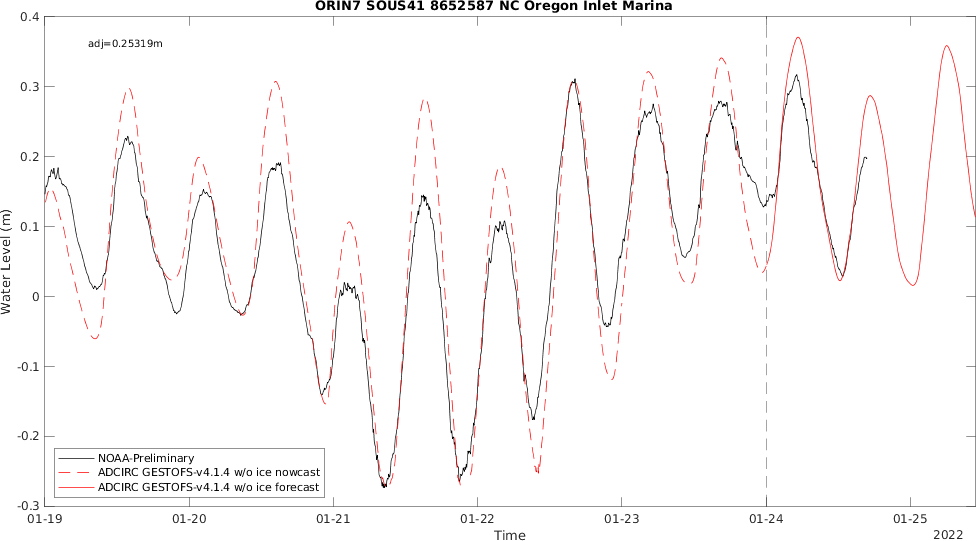 ORIN7 SOUS41 8652587 NC Oregon Inlet Marina
adj=0.25319m
Water Level (m)
0.4
0.3
0.2
0.1
0
-0.1
-0.2
-0.3
NOAA-Preliminary
ADCIRC GESTOFS-v4.1.4 w/o ice nowcast
ADCIRC GESTOFS-v4.1.4 w/o ice forecast
01-19 01-20 01-21 01-22 01-23 01-24 01-25
Time
2022